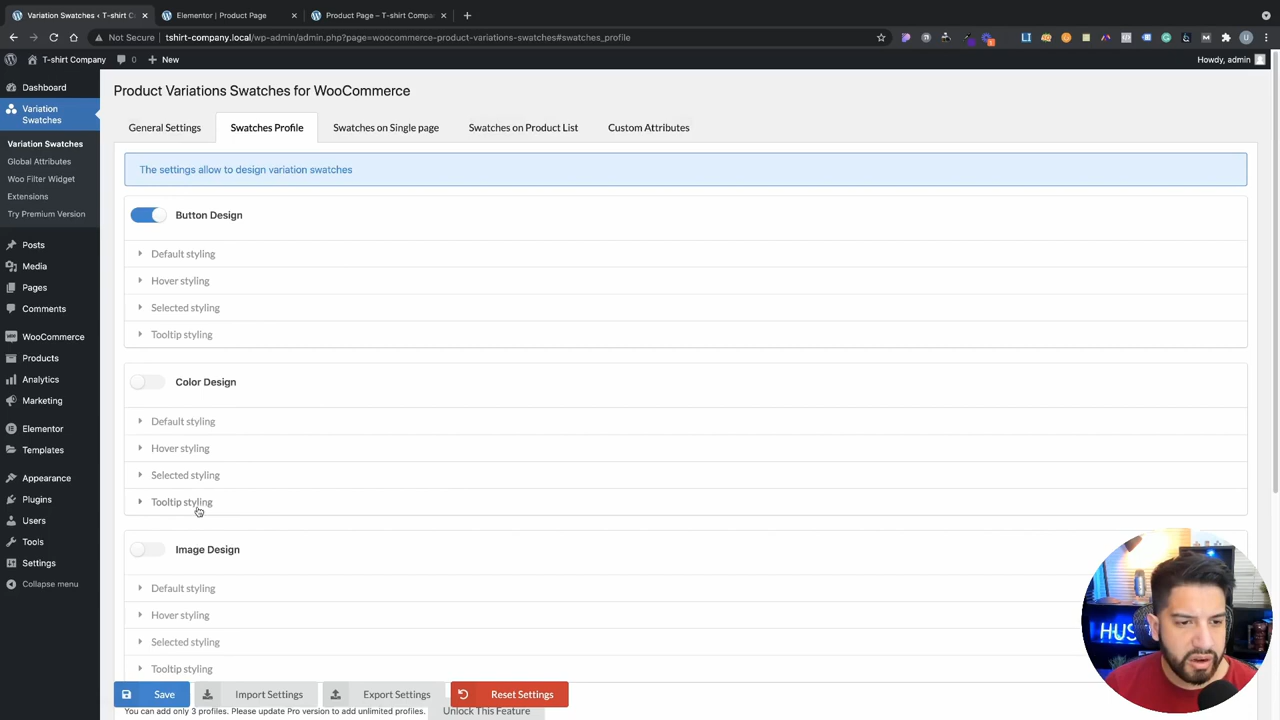 Variation Swatches ‹ T-shirt C
Elementor | Product Page
Product Page – T-shirt Compa
Not Secure
tshirt-company.local/wp-admin/admin.php?page=woocommerce-product-variations-swatches#swatches_profile
T-shirt Company
New
Howdy, admin
Dashboard
Variation
Swatches
Variation Swatches
Global Attributes
Woo Filter Widget
Extensions
Try Premium Version
Posts
Media
Pages
Comments
WooCommerce
Products
Analytics
Marketing
Elementor
Templates
Appearance
Plugins
Users
Tools
Settings
Collapse menu
Product Variations Swatches for WooCommerce
General Settings
Swatches Profile
Swatches on Single page
Swatches on Product List
Custom Attributes
The settings allow to design variation swatches
Button Design
Default styling
Hover styling
Selected styling
Tooltip styling
Color Design
Default styling
Hover styling
Selected styling
Tooltip styling
Image Design
Default styling
Hover styling
Selected styling
Tooltip styling
Save
Import Settings
Export Settings
Reset Settings
You can add only 3 profiles. Please update Pro version to add unlimited profiles.
Unlock This Feature
HUS